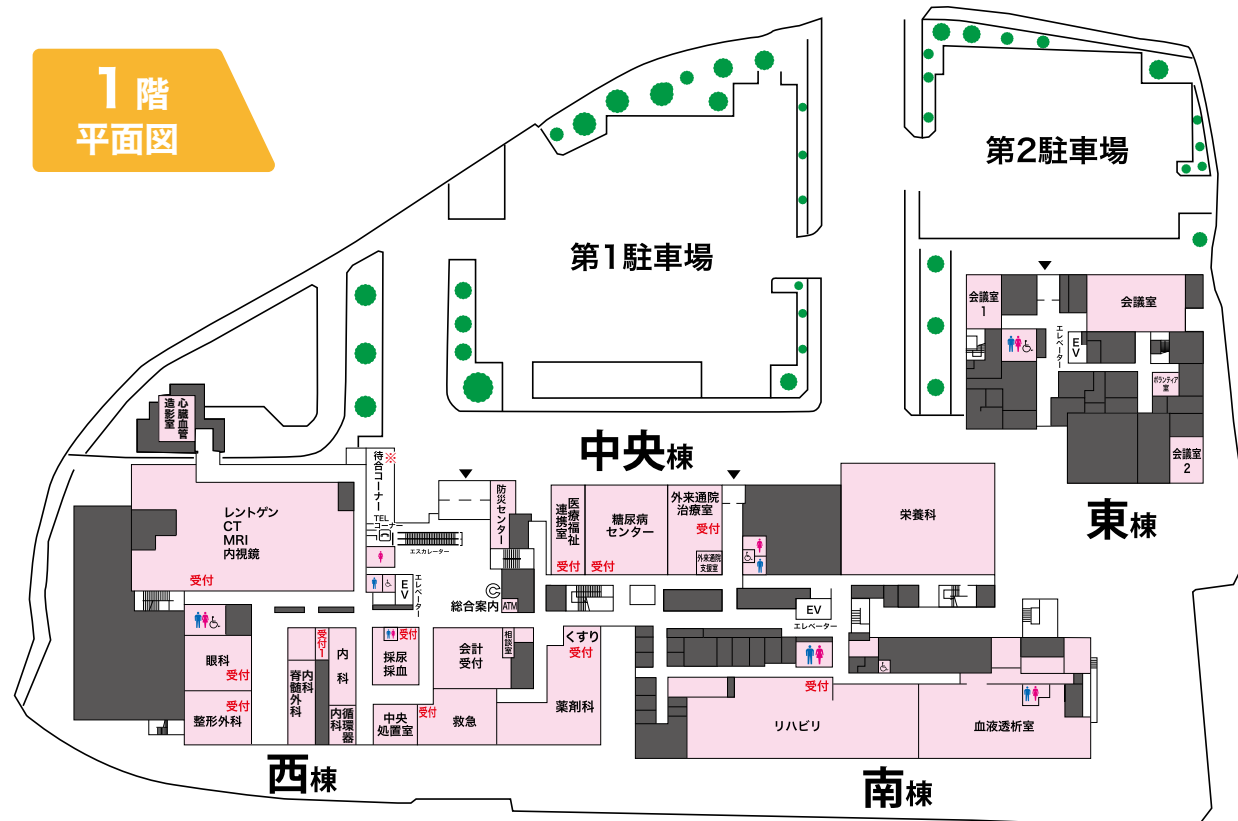 1 階
平面図
第1駐車場
第2駐車場
会議室
1
会議室
エレベーター
EV
ボランティア
室
会議室
2
東棟
中央棟
心臓血管
造影室
待合コーナー
※
TEL
コーナー
エスカレーター
防災センター
医療福祉
連携室
受付
糖尿病
センター
受付
外来通院
治療室
受付
外来通院
支援室
栄養科
レントゲン
CT
MRI
内視鏡
受付
EV
エレベーター
総合案内
ATM
EV
エレベーター
眼科
受付
受付
整形外科
内科
脊髄外科
受付1
内科
循環器
内科
受付
採尿
採血
中央
処置室
会計
受付
相談室
受付
救急
くすり
受付
薬剤科
受付
リハビリ
血液透析室
西棟
南棟